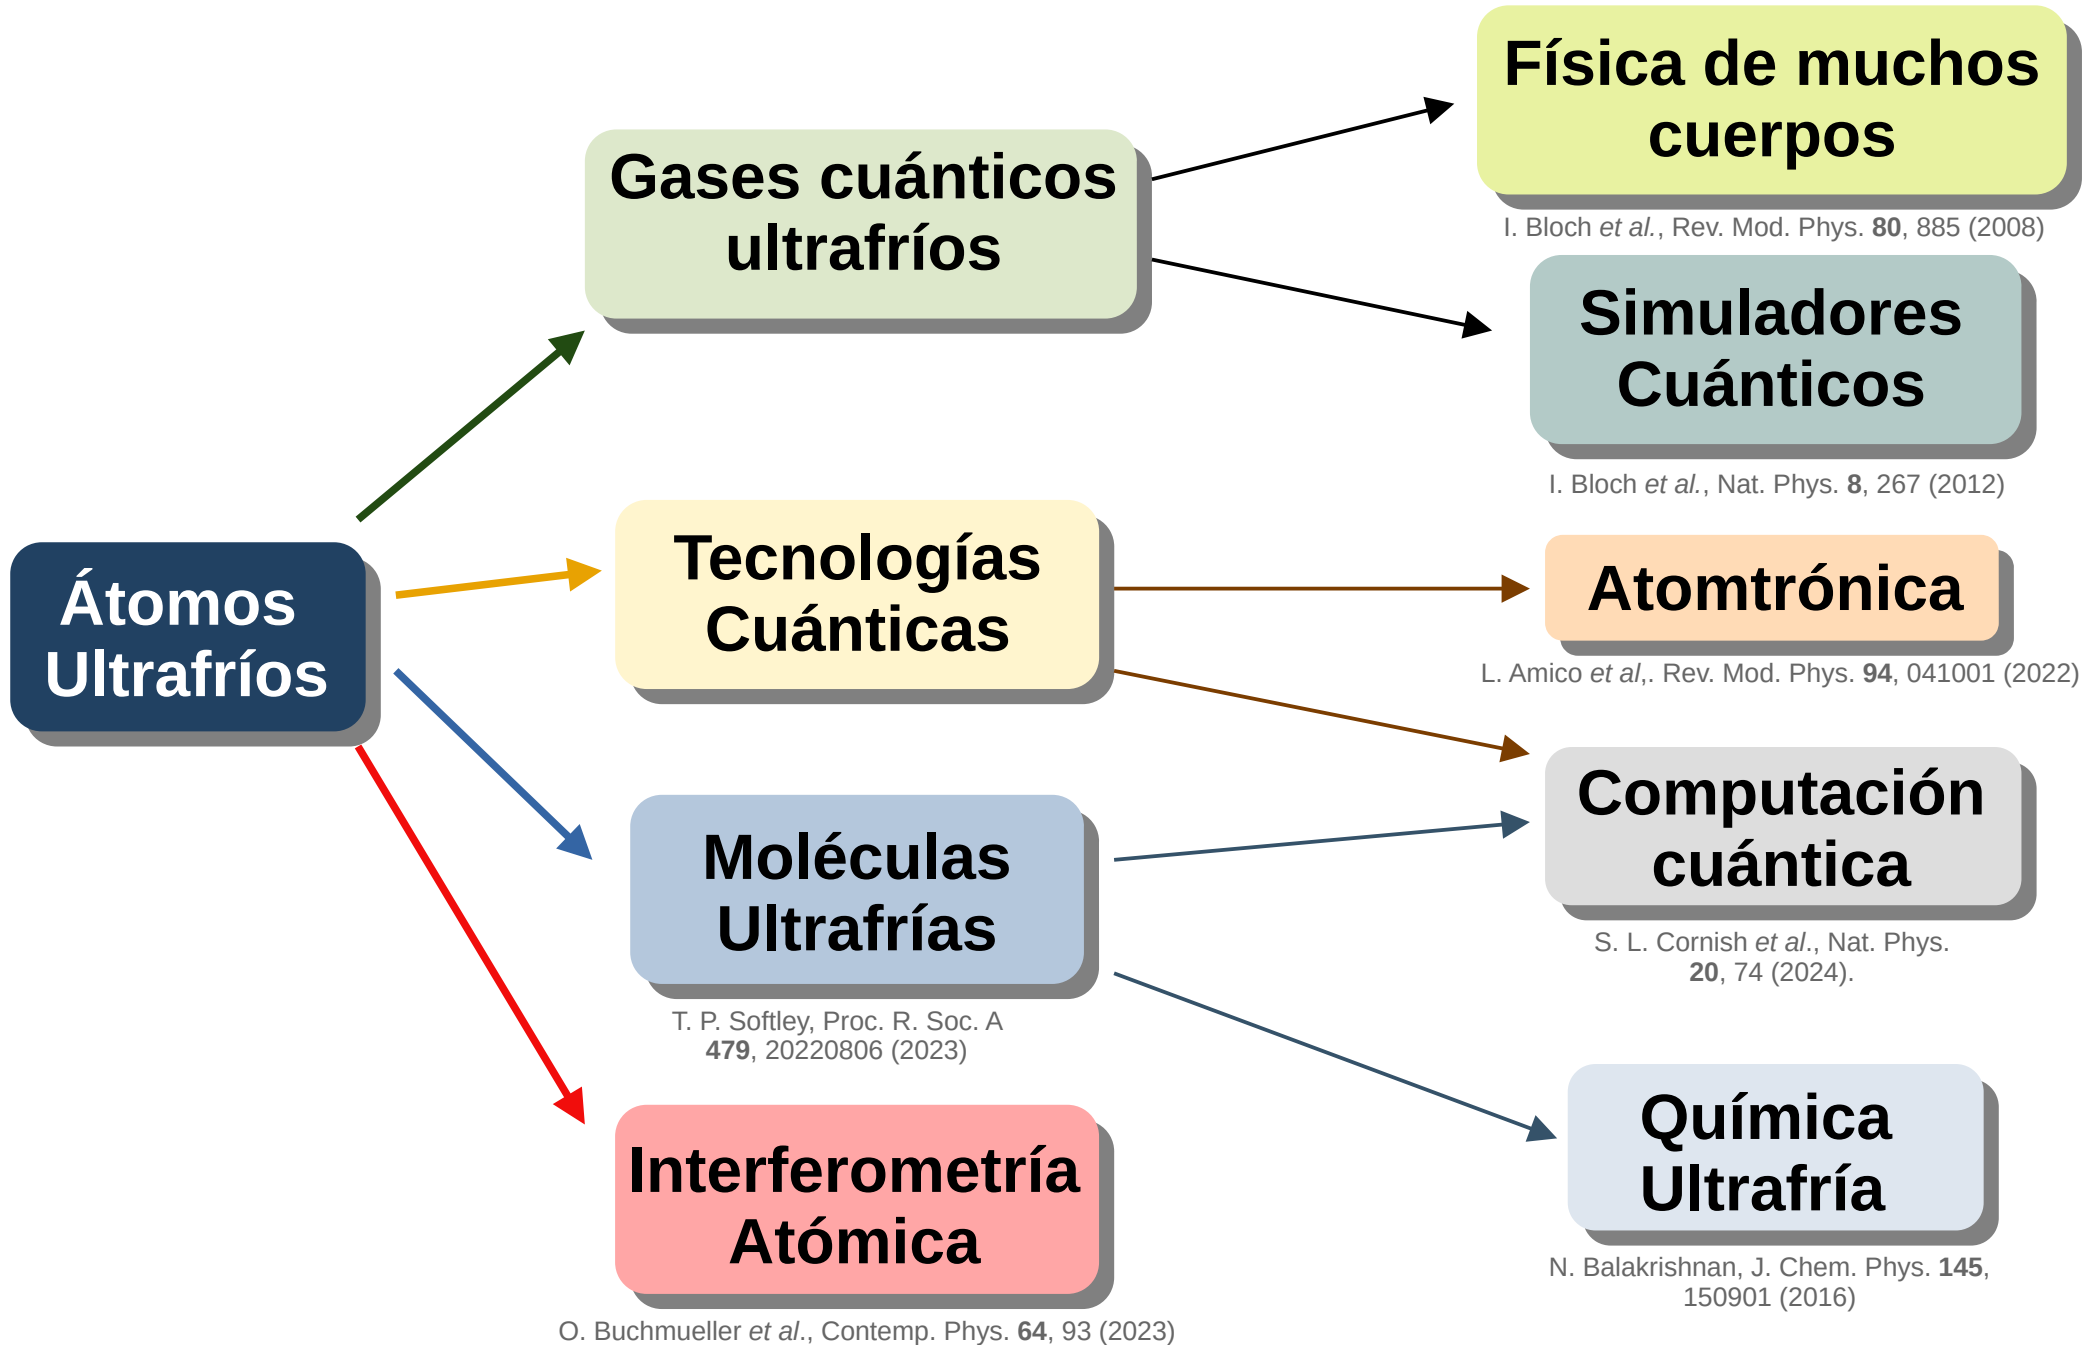 Átomos
Ultrafríos
Gases cuánticos
ultrafríos
Tecnologías
Cuánticas
Moléculas
Ultrafrías
T. P. Softley, Proc. R. Soc. A
479, 20220806 (2023)
Interferometría
Atómica
O. Buchmueller et al., Contemp. Phys. 64, 93 (2023)
Física de muchos
cuerpos
I. Bloch et al., Rev. Mod. Phys. 80, 885 (2008)
Simuladores
Cuánticos
I. Bloch et al., Nat. Phys. 8, 267 (2012)
Atomtrónica
L. Amico et al,. Rev. Mod. Phys. 94, 041001 (2022)
Computación
cuántica
S. L. Cornish et al., Nat. Phys.
20, 74 (2024).
Química
Ultrafría
N. Balakrishnan, J. Chem. Phys. 145,
150901 (2016)